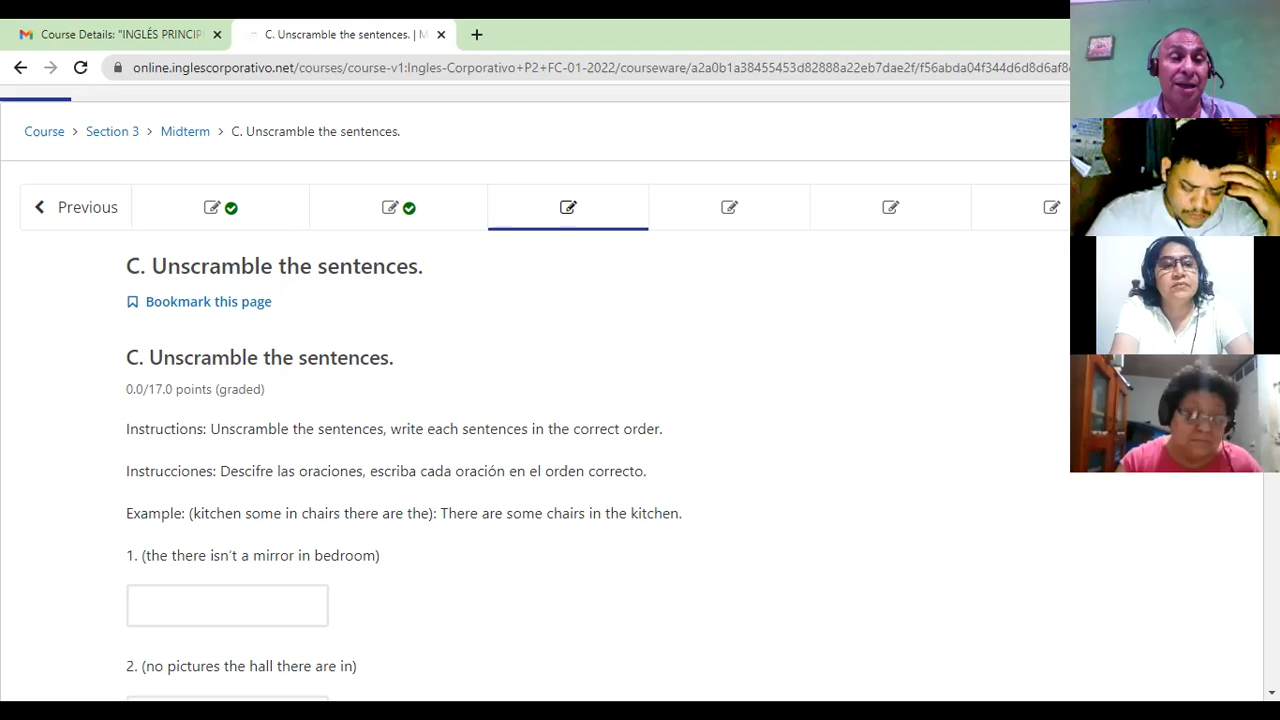 Course Details: "INGLÉS PRINCIP
C. Unscramble the sentences. | M
online.inglescorporativo.net/courses/course-v1:Ingles-Corporativo+P2+FC-01-2022/courseware/a2a0b1a38455453d82888a22eb7dae2f/f56abda04f344d6d8d6af8
Course > Section 3 > Midterm > C. Unscramble the sentences.
Previous
C. Unscramble the sentences.
Bookmark this page
C. Unscramble the sentences.
0.0/17.0 points (graded)
Instructions: Unscramble the sentences, write each sentences in the correct order.
Instrucciones: Descifre las oraciones, escriba cada oración en el orden correcto.
Example: (kitchen some in chairs there are the): There are some chairs in the kitchen.
1. (the there isn't a mirror in bedroom)
2. (no pictures the hall there are in)